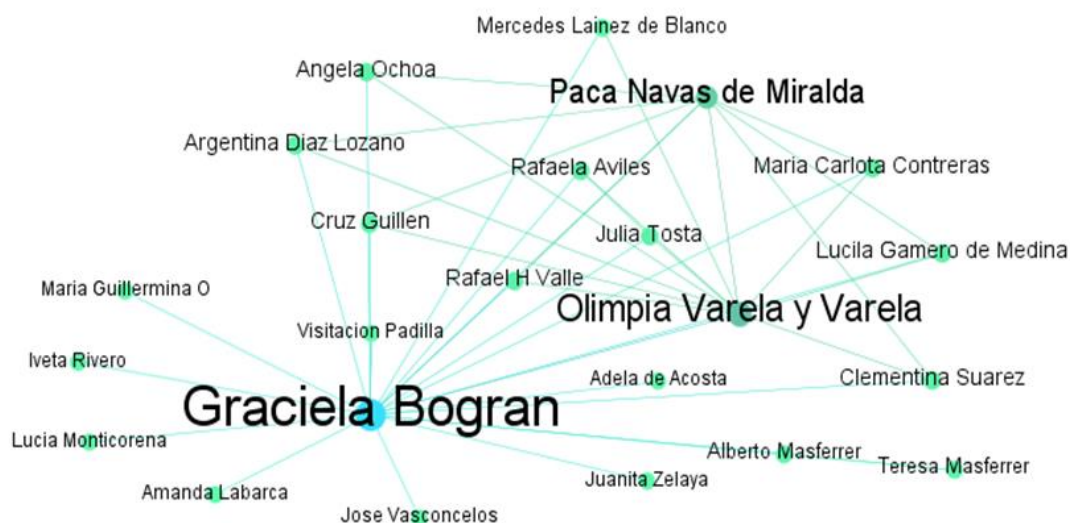 Mercedes Lainez de Blanco
Angela Ochoa
Paca Navas de Miralda
Argentina Diaz Lozano
Rafaela Aviles
Maria Carlota Contreras
Cruz Guillen
Julia Tosta
Lucila Gamero de Medina
Rafael H Valle
Maria Guillermina O
Olimpia Varela y Varela
Visitacion Padilla
Iveta Rivero
Adela de Acosta
Clementina Suarez
Graciela Bogran
Lucia Monticorena
Alberto Masferrer
Teresa Masferrer
Juanita Zelaya
Amanda Labarca
Jose Vasconcelos